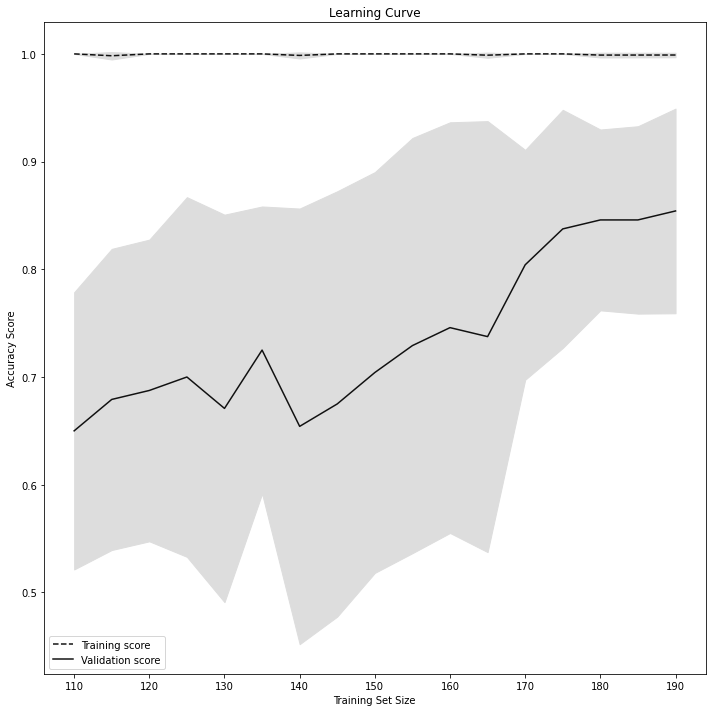 Learning Curve
1.0
0.9
0.8
0.7
0.6
0.5
Accuracy Score
Training score
Validation score
110 120 130 140 150 160 170 180 190
Training Set Size